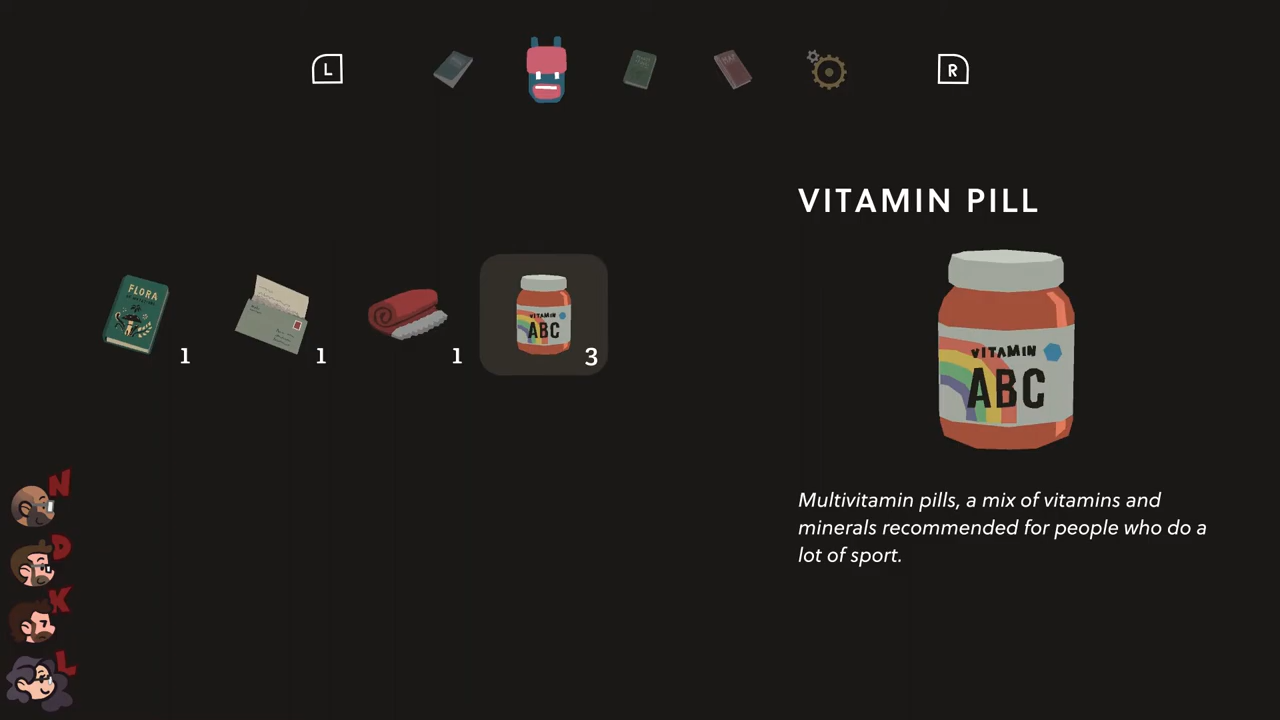 L
R
VITAMIN PILL
FLORA
1
1
1
VITAMIN
ABC
3
VITAMIN
ABC
Multivitamin pills, a mix of vitamins and
minerals recommended for people who do a
lot of sport.
N
D
K
L